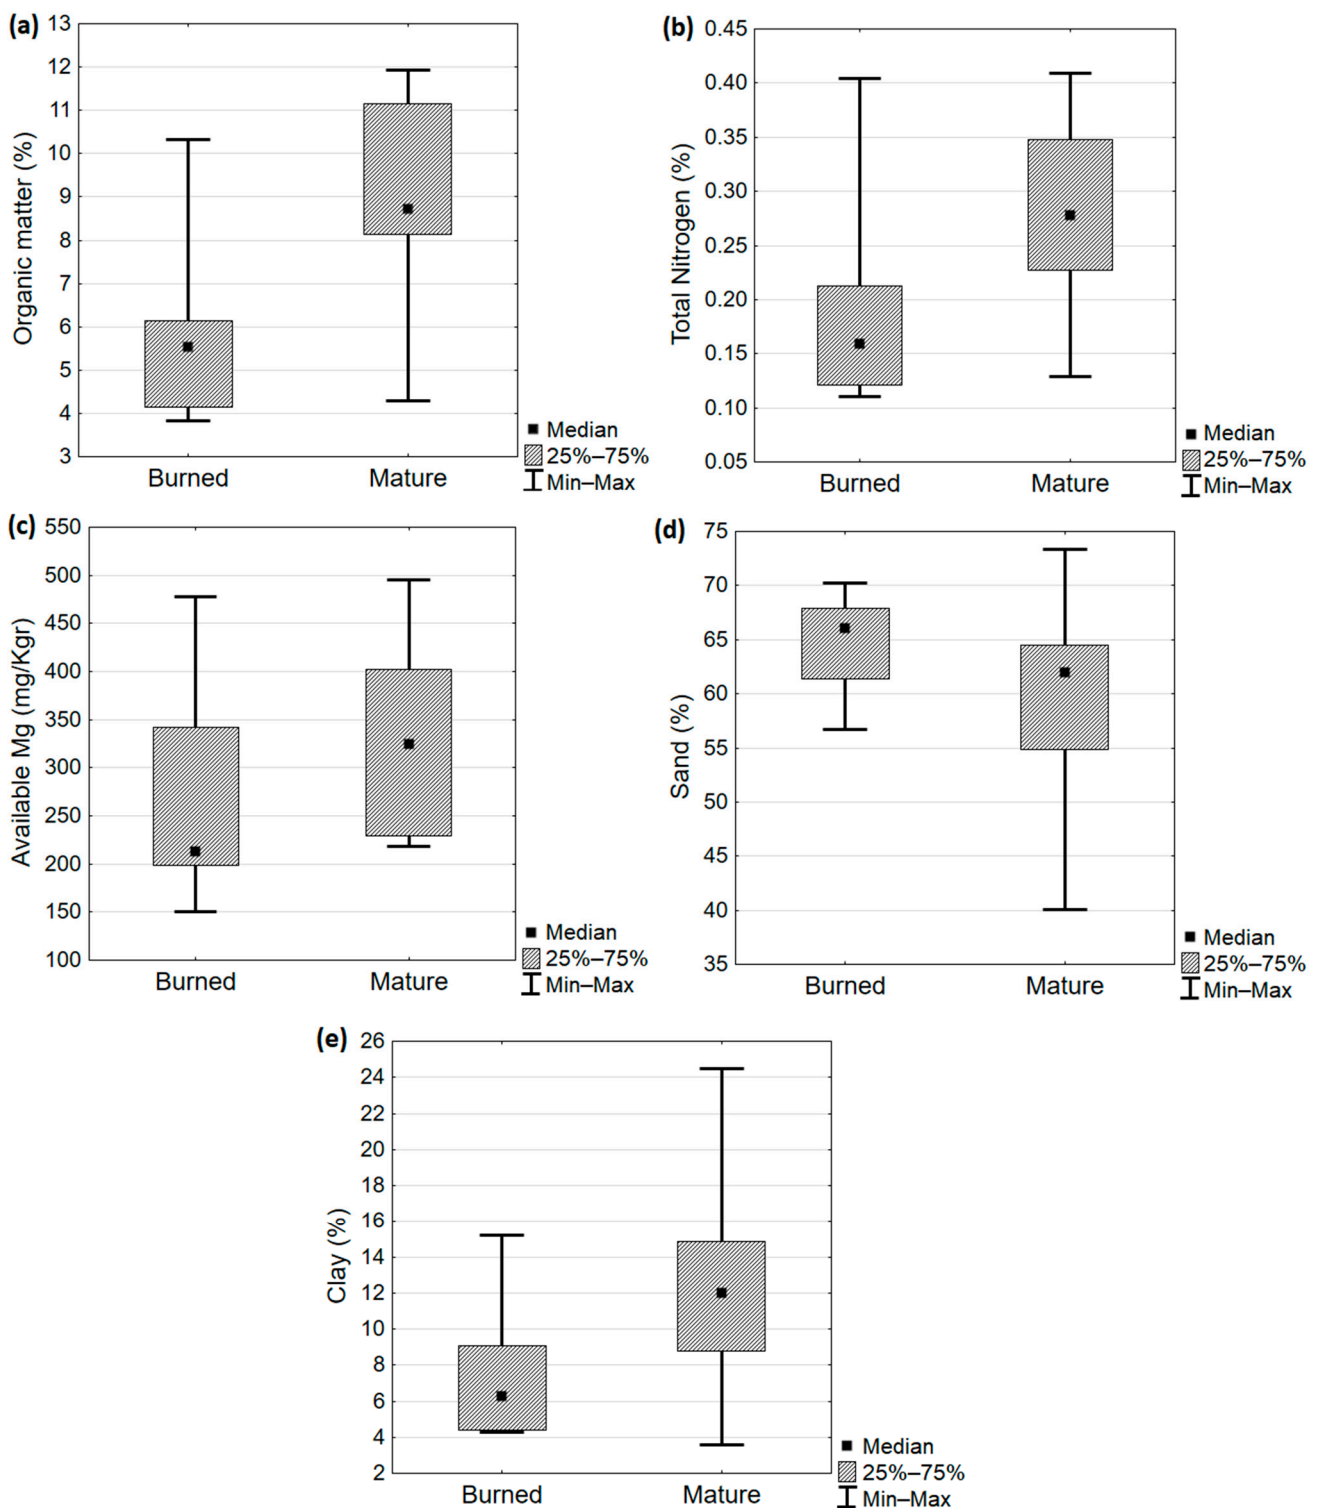 (a)
13
12
11
10
9
8
7
6
5
4
3
Organic matter (%)
Burned Mature
Median
25%–75%
Min–Max
(b)
0.45
0.40
0.35
0.30
0.25
0.20
0.15
0.10
0.05
Total Nitrogen (%)
Burned Mature
Median
25%–75%
Min–Max
(c)
550
500
450
400
350
300
250
200
150
100
Available Mg (mg/Kgr)
Burned Mature
Median
25%–75%
Min–Max
(d)
75
70
65
60
55
50
45
40
35
Sand (%)
Burned Mature
Median
25%–75%
Min–Max
(e)
26
24
22
20
18
16
14
12
10
8
6
4
2
Clay (%)
Burned Mature
Median
25%–75%
Min–Max